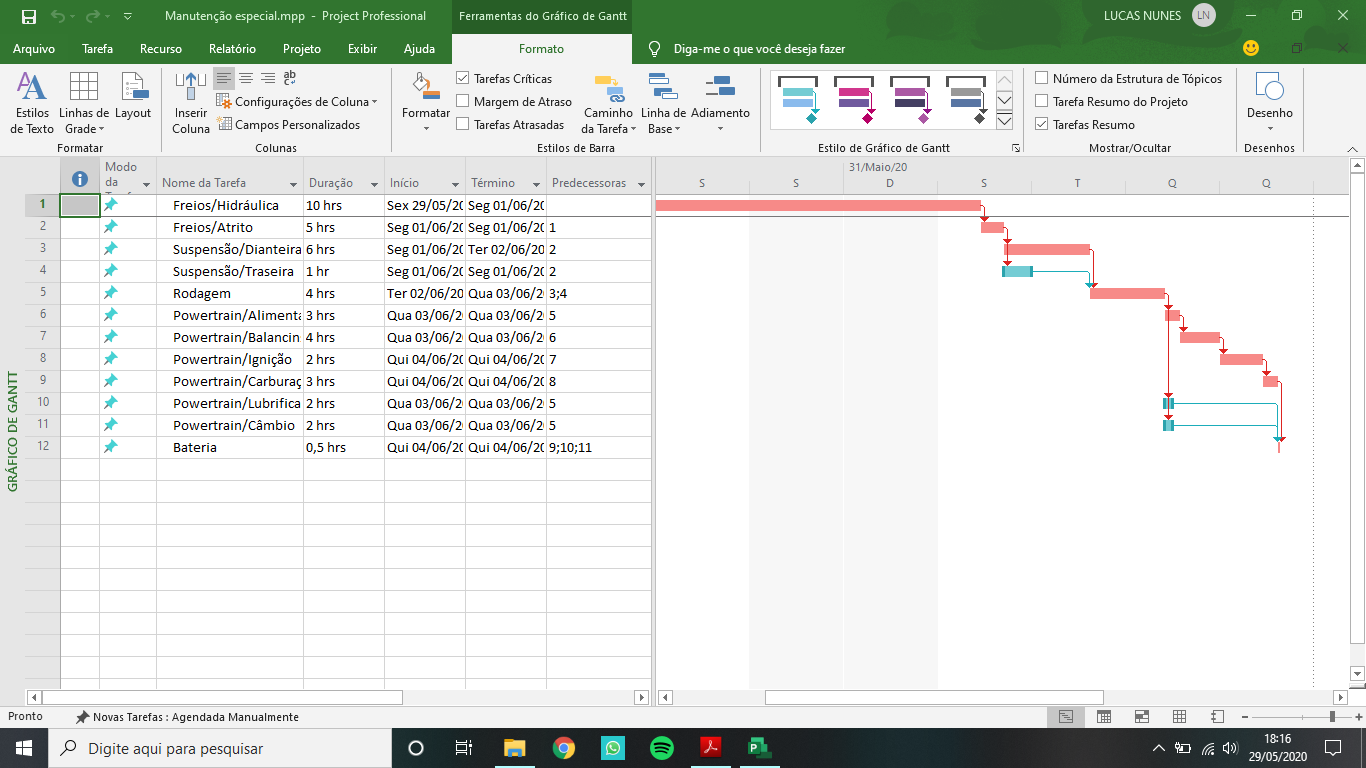 Manutenção especial.mpp - Project Professional
Ferramentas do Gráfico de Gantt
LUCAS NUNES
LN
Arquivo Tarefa Recurso Relatório Projeto Exibir Ajuda Formato Diga-me o que você deseja fazer
Estilos de Texto
Linhas de Grade
Layout
Formatar
Inserir Coluna
ab
Configurações de Coluna
Campos Personalizados
Colunas
Formatar
Tarefas Críticas
Margem de Atraso
Tarefas Atrasadas
Caminho da Tarefa
Linha de Base
Adiamento
Estilos de Barra
Estilo de Gráfico de Gantt
Número da Estrutura de Tópicos
Tarefa Resumo do Projeto
Tarefas Resumo
Mostrar/Ocultar
Desenho
Desenhos
GRÁFICO DE GANTT
Modo da Nome da Tarefa Duração Início Término Predecessoras
31/Maio/20
S S D S T Q Q
1 Freios/Hidráulica 10 hrs Sex 29/05/20 Seg 01/06/20
2 Freios/Atrito 5 hrs Seg 01/06/20 Seg 01/06/20 1
3 Suspensão/Dianteira 6 hrs Seg 01/06/20 Ter 02/06/20 2
4 Suspensão/Traseira 1 hr Seg 01/06/20 Seg 01/06/20 2
5 Rodagem 4 hrs Ter 02/06/20 Qua 03/06/20 3;4
6 Powertrain/Alimenta 3 hrs Qua 03/06/20 Qua 03/06/20 5
7 Powertrain/Balancin 4 hrs Qua 03/06/20 Qua 03/06/20 6
8 Powertrain/Ignição 2 hrs Qui 04/06/20 Qui 04/06/20 7
9 Powertrain/Carburaç 3 hrs Qui 04/06/20 Qui 04/06/20 8
10 Powertrain/Lubrifica 2 hrs Qua 03/06/20 Qua 03/06/20 5
11 Powertrain/Câmbio 2 hrs Qua 03/06/20 Qua 03/06/20 5
12 Bateria 0,5 hrs Qui 04/06/20 Qui 04/06/20 9;10;11
Pronto Novas Tarefas : Agendada Manualmente
Digite aqui para pesquisar
18:16
29/05/2020